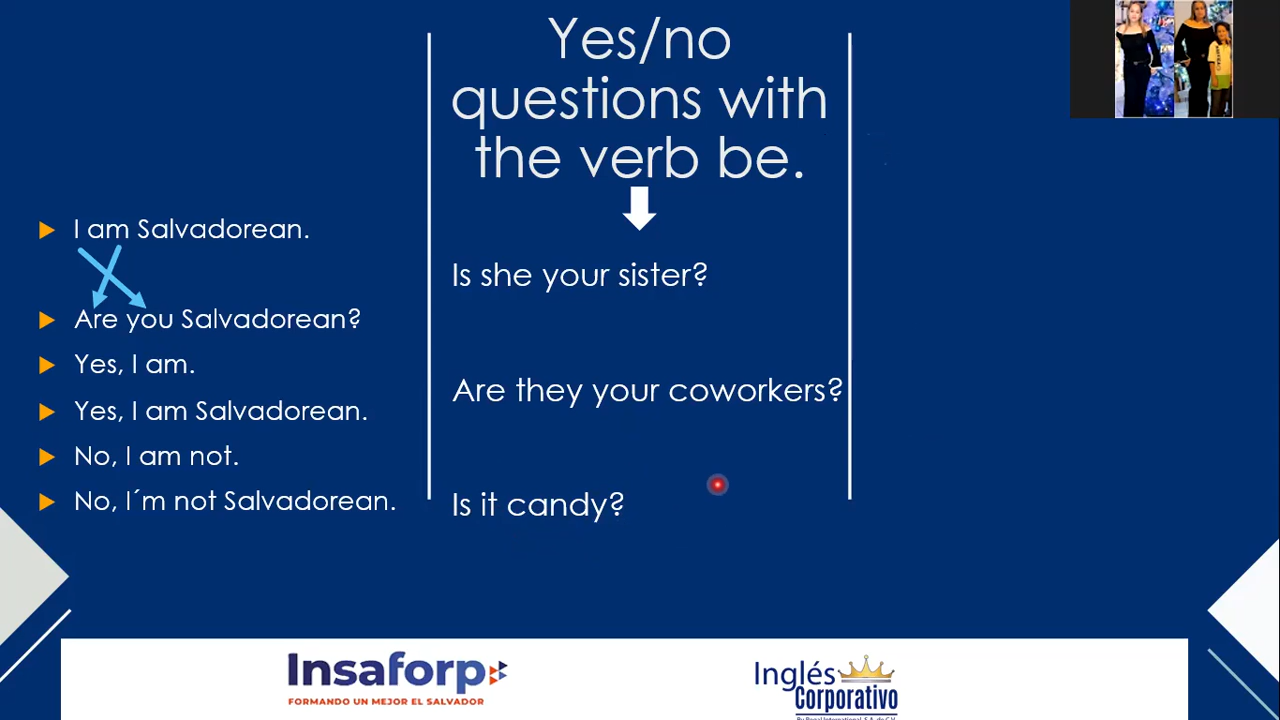 Yes/no
questions with
the verb be.
I am Salvadorean.
Are you Salvadorean?
Yes, I am.
Yes, I am Salvadorean.
No, I am not.
No, I´m not Salvadorean.
Is she your sister?
Are they your coworkers?
Is it candy?
Insaforp
FORMANDO UN MEJOR EL SALVADOR
Inglés
Corporativo